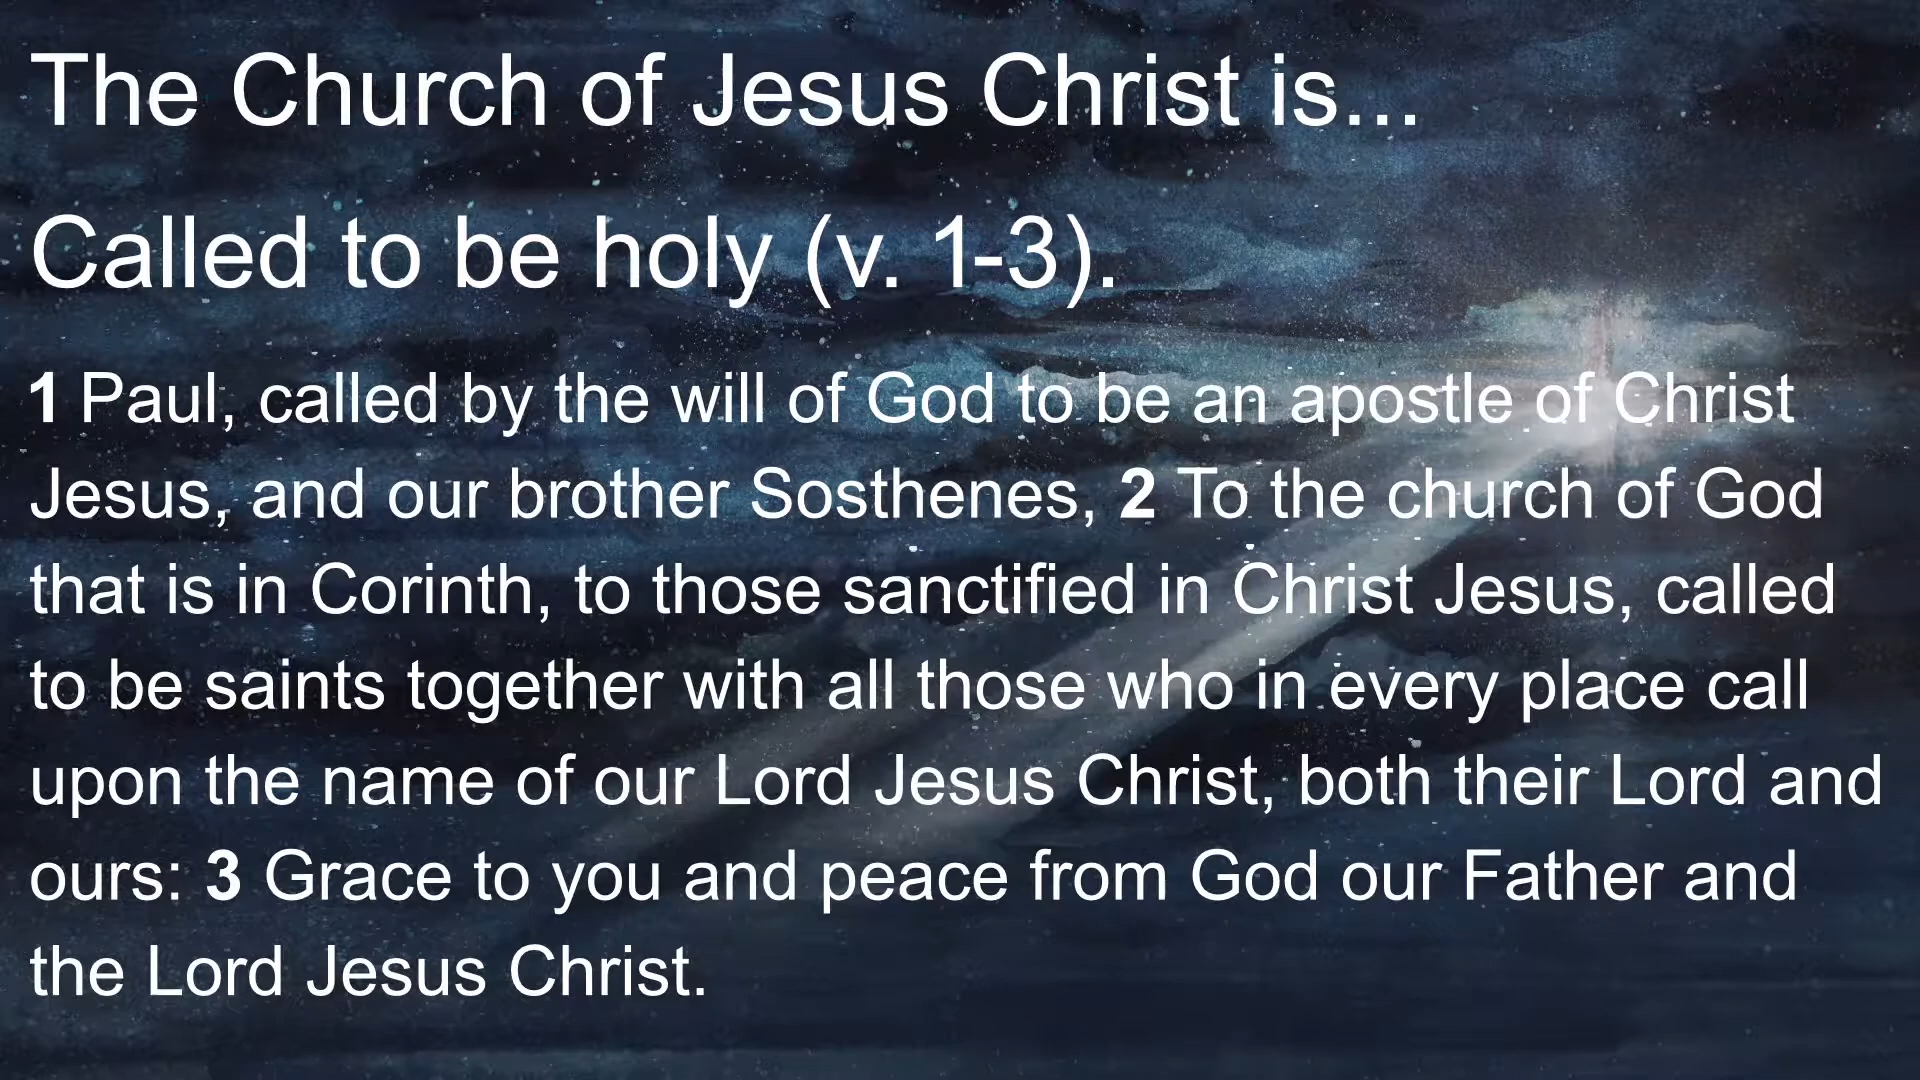 The Church of Jesus Christ is...
Called to be holy (v. 1-3).
1 Paul, called by the will of God to be an apostle of Christ
Jesus, and our brother Sosthenes, 2 To the church of God
that is in Corinth, to those sanctified in Christ Jesus, called
to be saints together with all those who in every place call
upon the name of our Lord Jesus Christ, both their Lord and
ours: 3 Grace to you and peace from God our Father and
the Lord Jesus Christ.